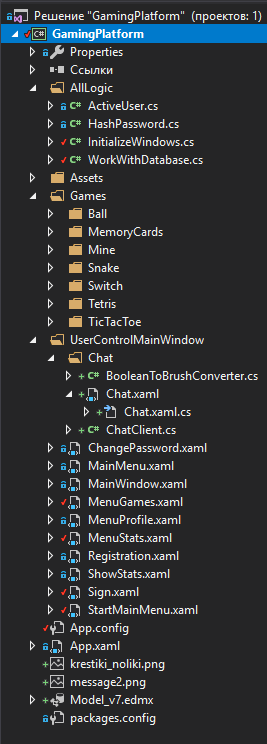 Решение "GamingPlatform" (проектов: 1)
GamingPlatform
Properties
Ссылки
AllLogic
ActiveUser.cs
HashPassword.cs
InitializeWindows.cs
WorkWithDatabase.cs
Assets
Games
Ball
MemoryCards
Mine
Snake
Switch
Tetris
TicTacToe
UserControlMainWindow
Chat
BooleanToBrushConverter.cs
Chat.xaml
Chat.xaml.cs
ChatClient.cs
ChangePassword.xaml
MainMenu.xaml
MainWindow.xaml
MenuGames.xaml
MenuProfile.xaml
MenuStats.xaml
Registration.xaml
ShowStats.xaml
Sign.xaml
StartMainMenu.xaml
App.config
App.xaml
krestiki_noliki.png
message2.png
Model_v7.edmx
packages.config